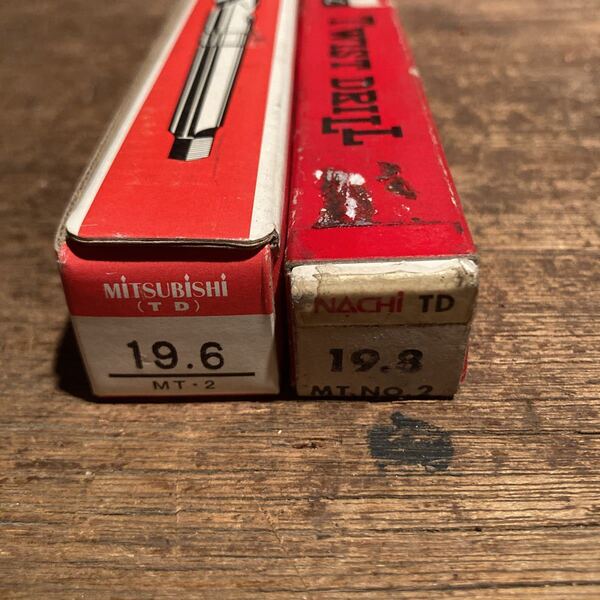 MiTSUBiSHi
(TD)
19.6
MT・2
TWIST DRILL
NACHi TD
19.8
MT.NO.2